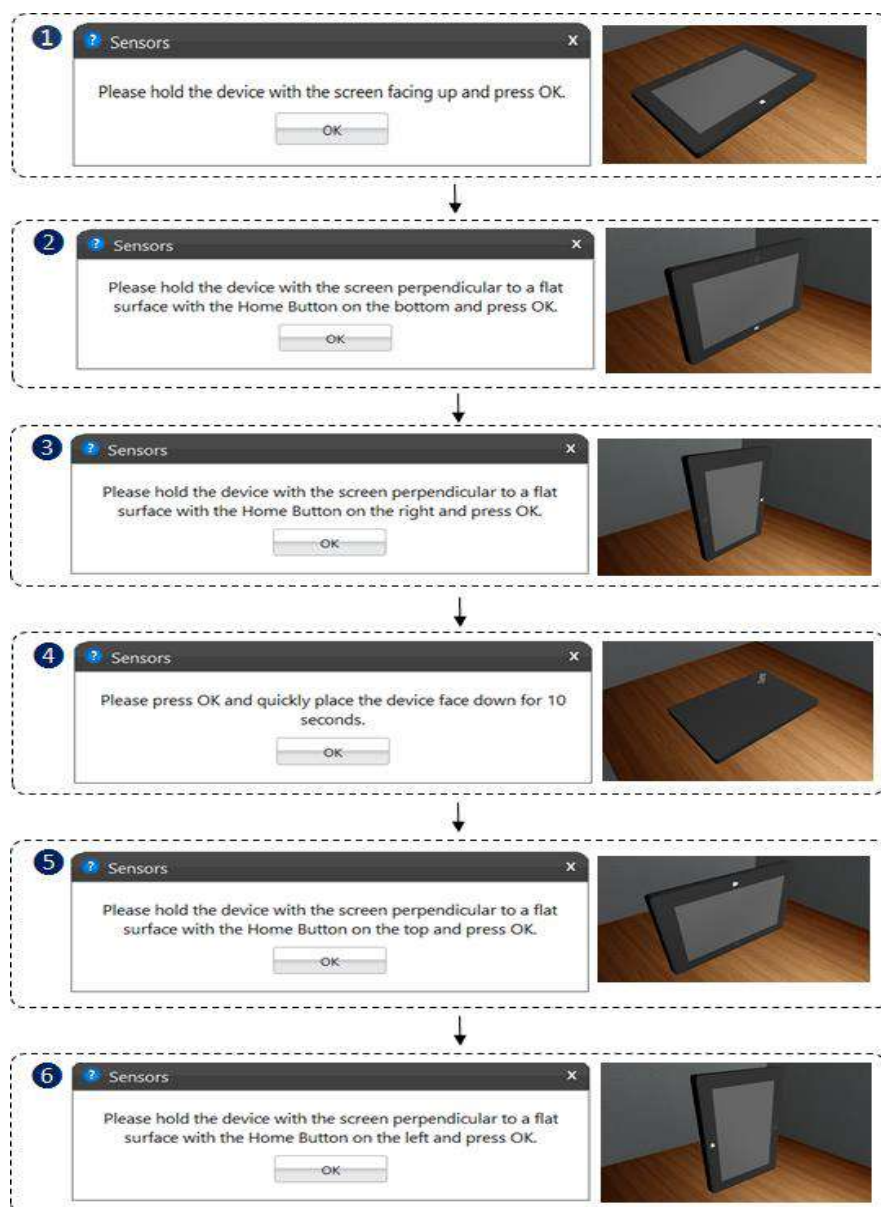 1
? Sensors x
Please hold the device with the screen facing up and press OK.
OK
2
? Sensors x
Please hold the device with the screen perpendicular to a flat
surface with the Home Button on the bottom and press OK.
OK
3
? Sensors x
Please hold the device with the screen perpendicular to a flat
surface with the Home Button on the right and press OK.
OK
4
? Sensors x
Please press OK and quickly place the device face down for 10
seconds.
OK
5
? Sensors x
Please hold the device with the screen perpendicular to a flat
surface with the Home Button on the top and press OK.
OK
6
? Sensors x
Please hold the device with the screen perpendicular to a flat
surface with the Home Button on the left and press OK.
OK